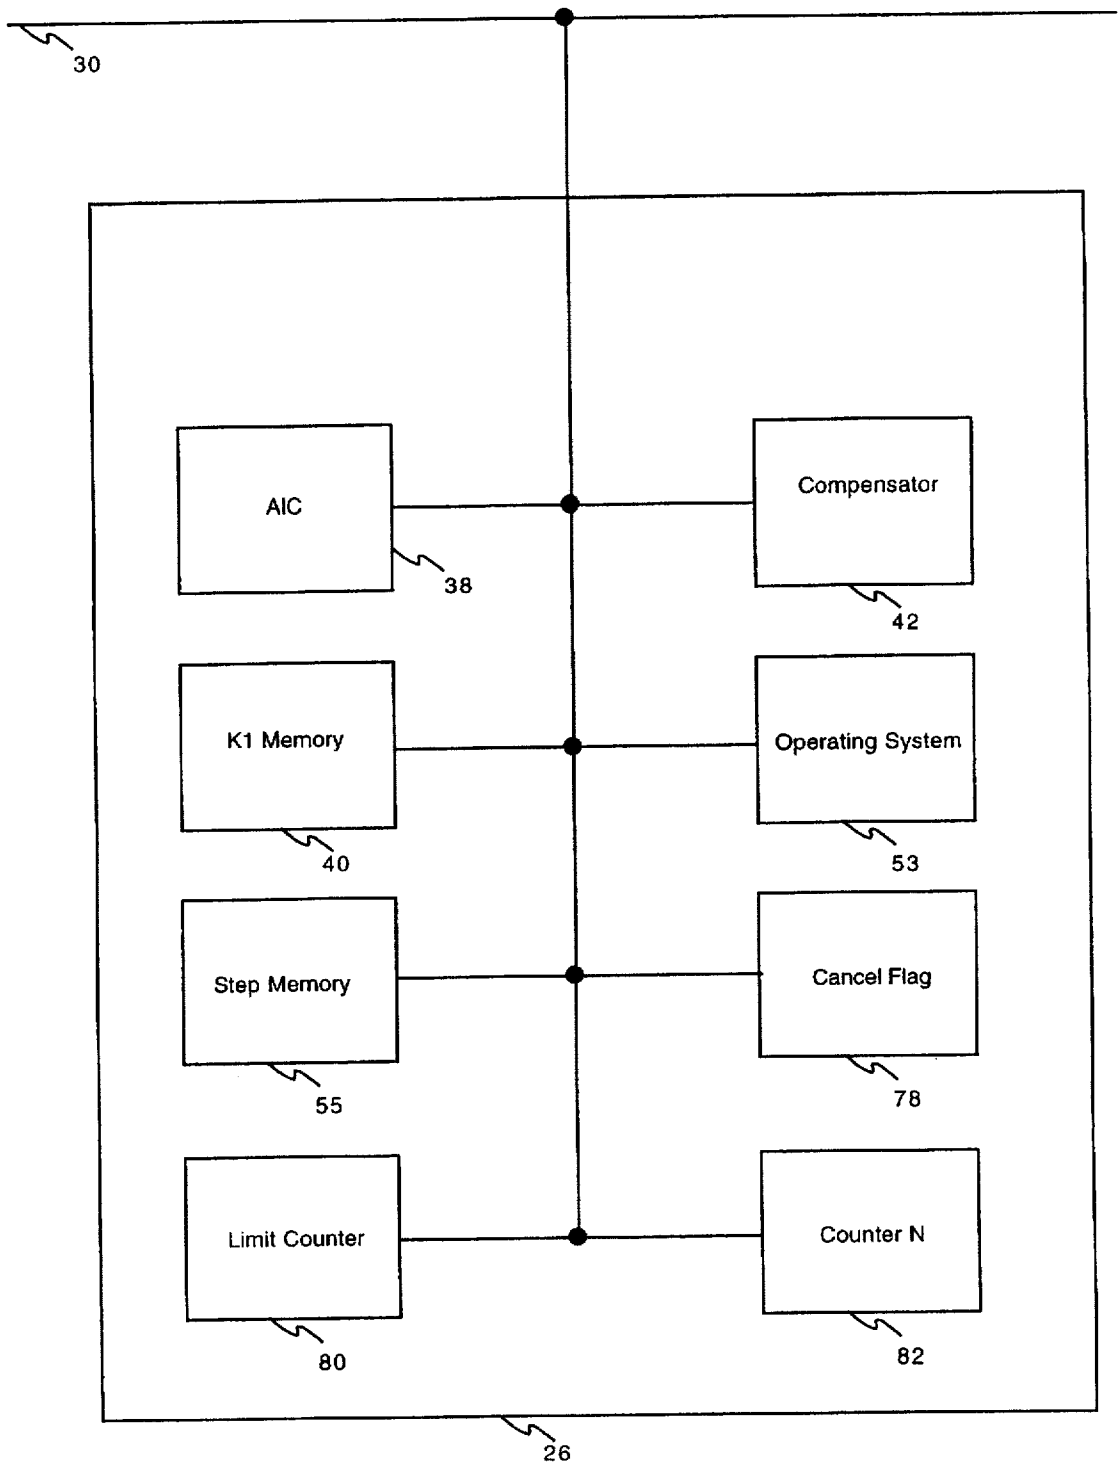 30
AIC
38
Compensator
42
K1 Memory
40
Operating System
53
Step Memory
55
Cancel Flag
78
Limit Counter
80
Counter N
82
26